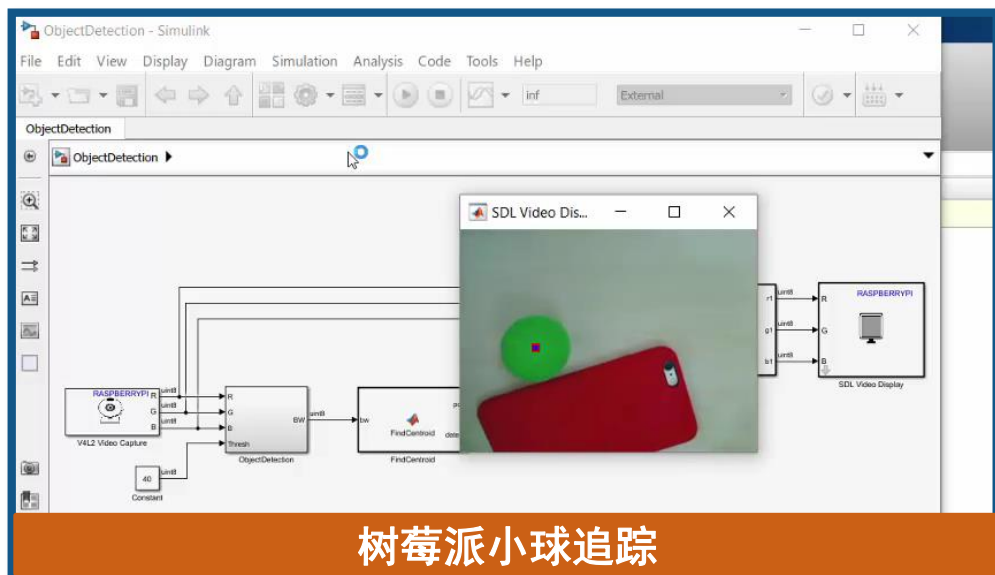 ObjectDetection - Simulink
File Edit View Display Diagram Simulation Analysis Code Tools Help
inf External
ObjectDetection
ObjectDetection
SDL Video Dis...
RASPBERRYPI
R
G
B
uint8
uint8
uint8
V4L2 Video Capture
40
uint8
Constant
R
G
B
Thresh
BW
ObjectDetection
uint8
bw
FindCentroid
FindCentroid
r1
g1
b1
uint8
uint8
uint8
R
G
B
RASPBERRYPI
SDL Video Display
树莓派小球追踪